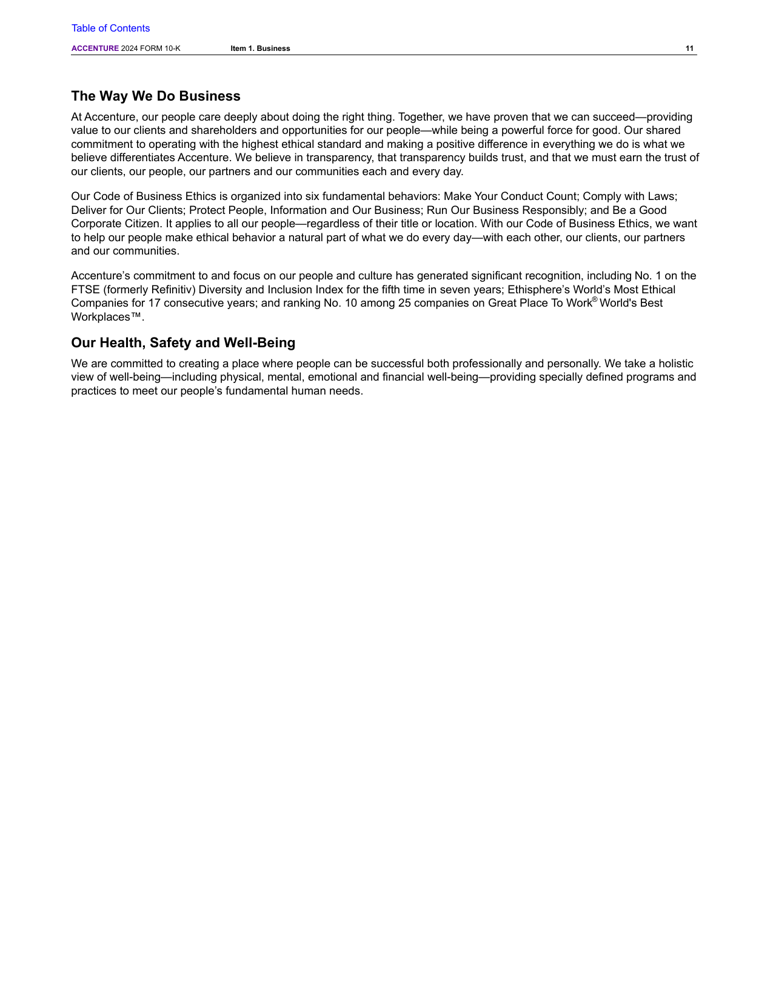 Table of Contents
ACCENTURE 2024 FORM 10-K Item 1. Business 11
The Way We Do Business
At Accenture, our people care deeply about doing the right thing. Together, we have proven that we can succeed—providing
value to our clients and shareholders and opportunities for our people—while being a powerful force for good. Our shared
commitment to operating with the highest ethical standard and making a positive difference in everything we do is what we
believe differentiates Accenture. We believe in transparency, that transparency builds trust, and that we must earn the trust of
our clients, our people, our partners and our communities each and every day.
Our Code of Business Ethics is organized into six fundamental behaviors: Make Your Conduct Count; Comply with Laws;
Deliver for Our Clients; Protect People, Information and Our Business; Run Our Business Responsibly; and Be a Good
Corporate Citizen. It applies to all our people—regardless of their title or location. With our Code of Business Ethics, we want
to help our people make ethical behavior a natural part of what we do every day—with each other, our clients, our partners
and our communities.
Accenture’s commitment to and focus on our people and culture has generated significant recognition, including No. 1 on the
FTSE (formerly Refinitiv) Diversity and Inclusion Index for the fifth time in seven years; Ethisphere’s World’s Most Ethical
Companies for 17 consecutive years; and ranking No. 10 among 25 companies on Great Place To Work® World's Best
Workplaces™.
Our Health, Safety and Well-Being
We are committed to creating a place where people can be successful both professionally and personally. We take a holistic
view of well-being—including physical, mental, emotional and financial well-being—providing specially defined programs and
practices to meet our people’s fundamental human needs.